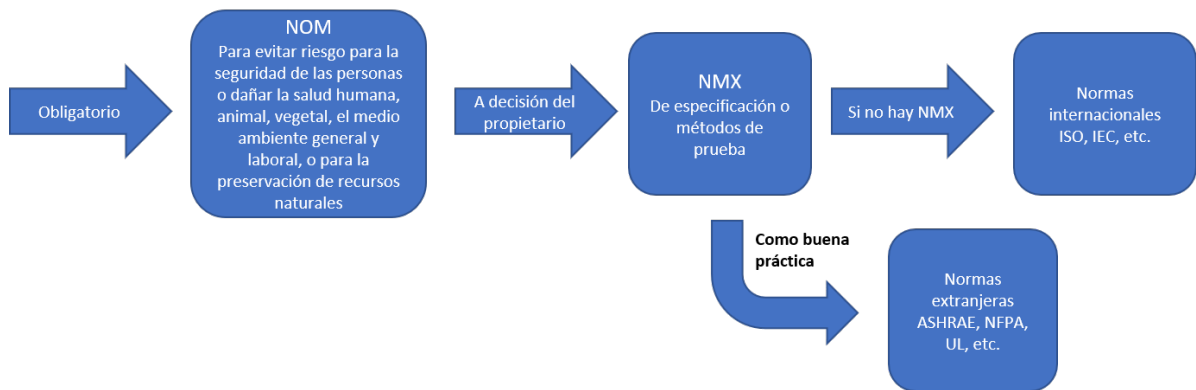 Obligatorio
NOM
Para evitar riesgo para la
seguridad de las personas
o dañar la salud humana,
animal, vegetal, el medio
ambiente general y
laboral, o para la
preservación de recursos
naturales
A decisión del
propietario
NMX
De especificación o
métodos de
prueba
Si no hay NMX
Normas
internacionales
ISO, IEC, etc.
Como buena
práctica
Normas
extranjeras
ASHRAE, NFPA,
UL, etc.